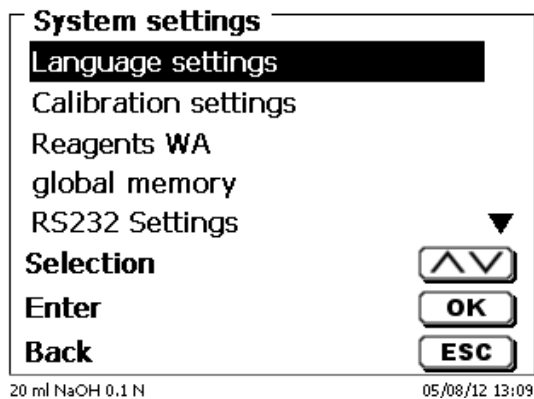 System settings
Language settings
Calibration settings
Reagents WA
global memory
RS232 Settings
Selection
Enter OK
Back ESC
20 ml NaOH 0.1 N 05/08/12 13:09